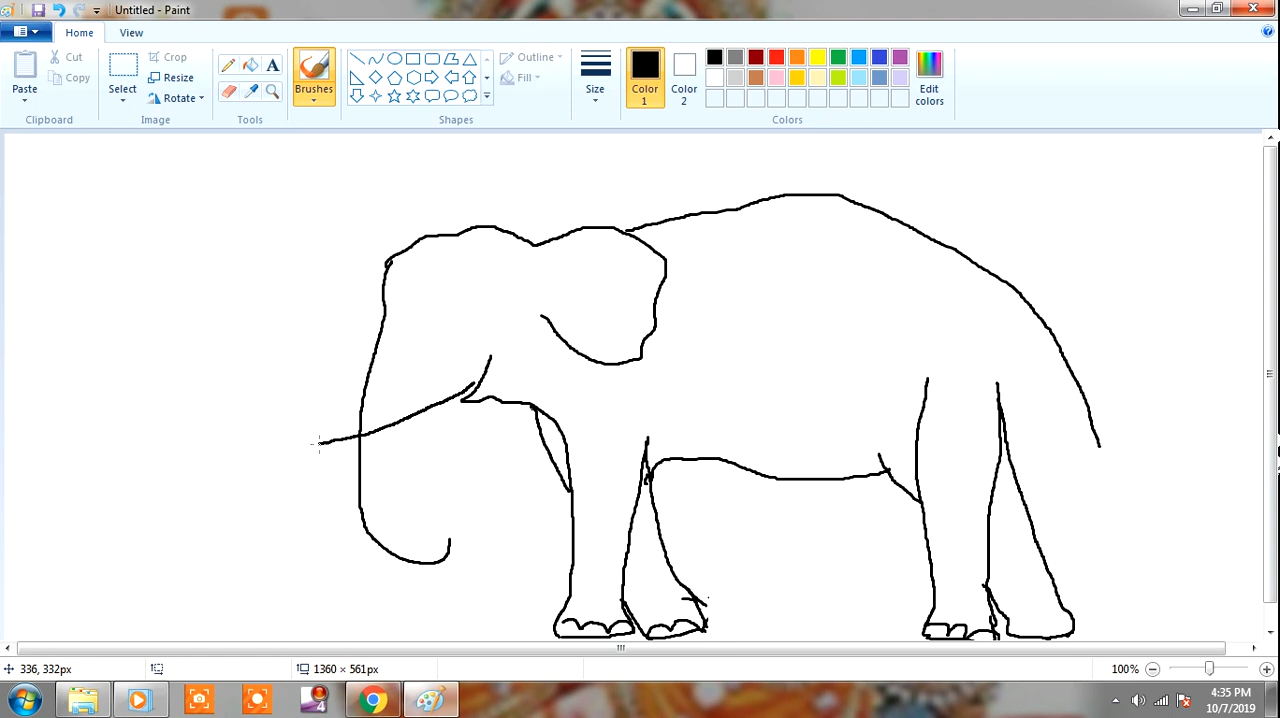 Untitled - Paint
Home View
Paste
Cut
Copy
Clipboard
Select
Crop
Resize
Rotate
Image
A
Tools
Brushes
Outline
Fill
Shapes
Size
Color 1
Color 2
Edit colors
Colors
336, 332px
1360 × 561px
100%
4
4:35 PM
10/7/2019